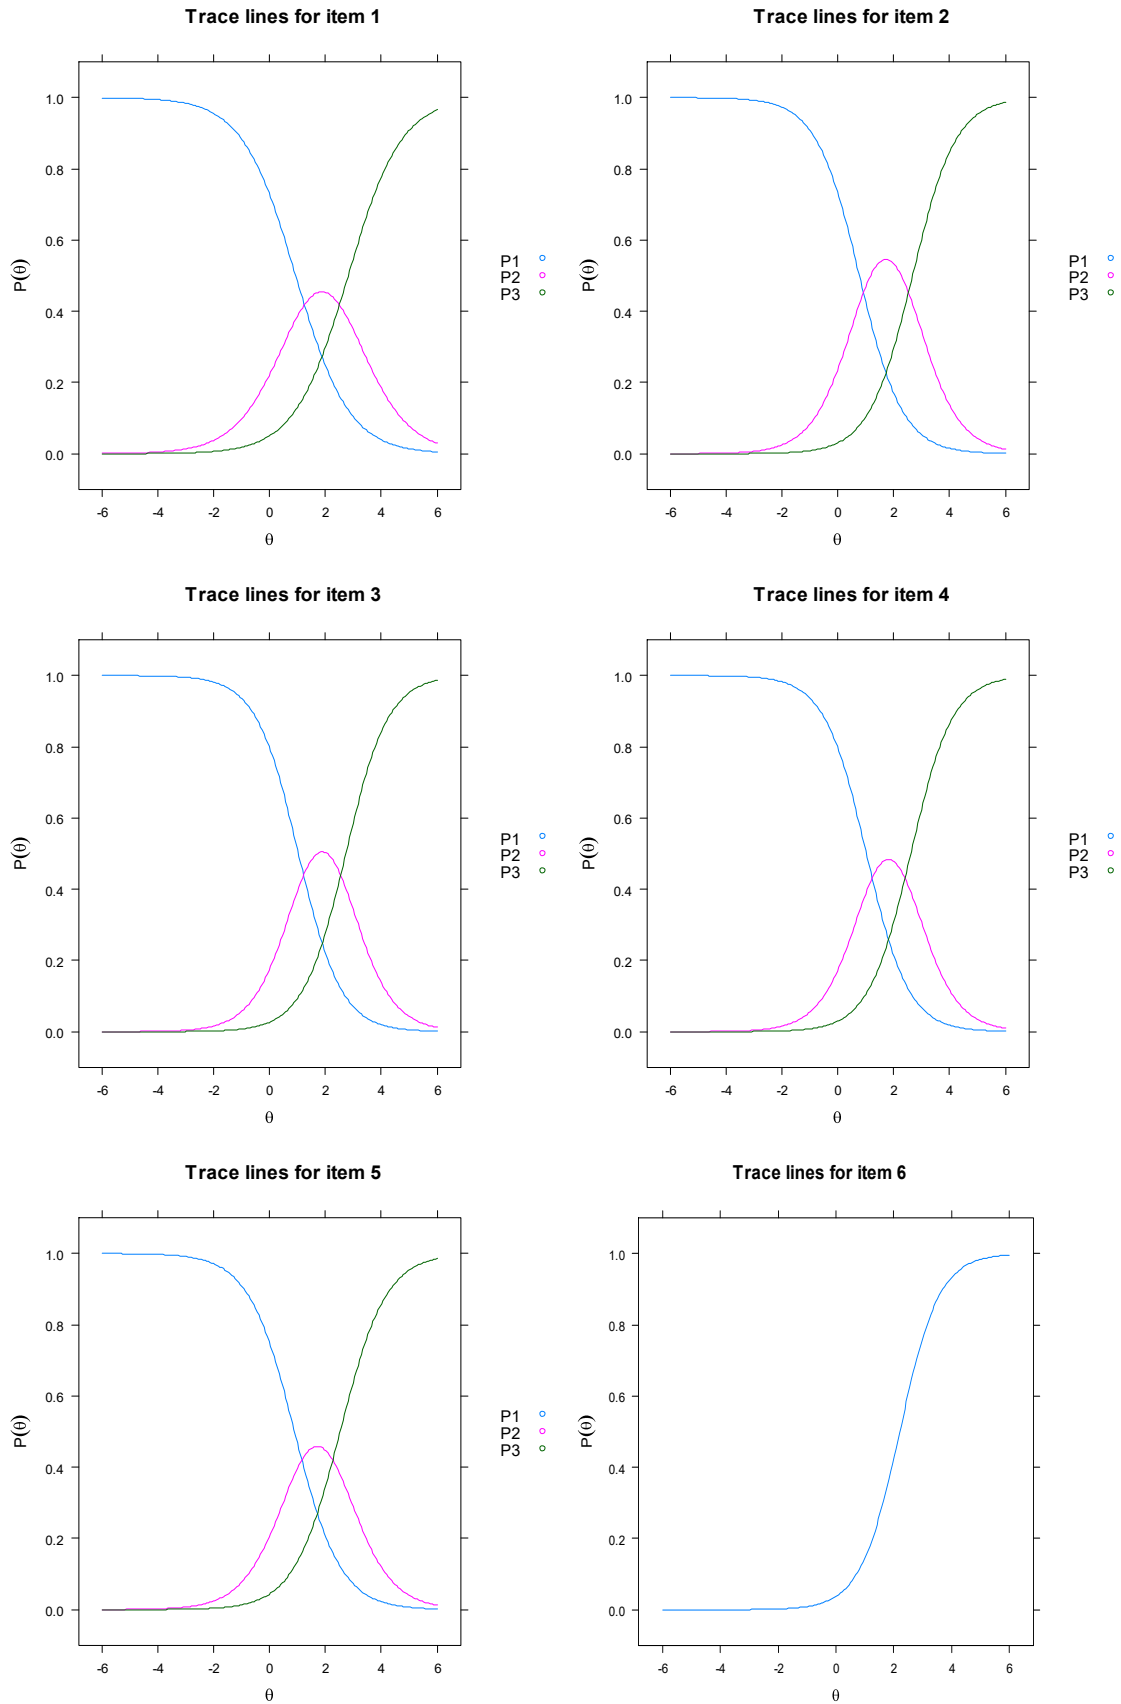 Trace lines for item 1
1.0
0.8
0.6
0.4
0.2
0.0
P(θ)
-6 -4 -2 0 2 4 6
θ
P1
P2
P3
Trace lines for item 2
1.0
0.8
0.6
0.4
0.2
0.0
P(θ)
-6 -4 -2 0 2 4 6
θ
P1
P2
P3
Trace lines for item 3
1.0
0.8
0.6
0.4
0.2
0.0
P(θ)
-6 -4 -2 0 2 4 6
θ
P1
P2
P3
Trace lines for item 4
1.0
0.8
0.6
0.4
0.2
0.0
P(θ)
-6 -4 -2 0 2 4 6
θ
P1
P2
P3
Trace lines for item 5
1.0
0.8
0.6
0.4
0.2
0.0
P(θ)
-6 -4 -2 0 2 4 6
θ
P1
P2
P3
Trace lines for item 6
1.0
0.8
0.6
0.4
0.2
0.0
P(θ)
-6 -4 -2 0 2 4 6
θ